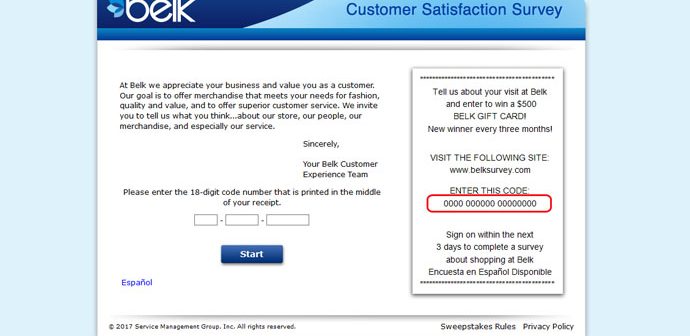 belk
Customer Satisfaction Survey
At Belk we appreciate your business and value you as a customer.
Our goal is to offer merchandise that meets your needs for fashion,
quality and value, and to offer superior customer service. We invite
you to tell us what you think...about our store, our people, our
merchandise, and especially our service.
Sincerely,
Your Belk Customer
Experience Team
Please enter the 18-digit code number that is printed in the middle
of your receipt.
- -
Start
Español
********************************
Tell us about your visit at Belk
and enter to win a $500
BELK GIFT CARD!
New winner every three months!
VISIT THE FOLLOWING SITE:
www.belksurvey.com
ENTER THIS CODE:
0000 000000 00000000
Sign on within the next
3 days to complete a survey
about shopping at Belk
Encuesta en Español Disponible
********************************
© 2017 Service Management Group, Inc. All rights reserved.
Sweepstakes Rules Privacy Policy